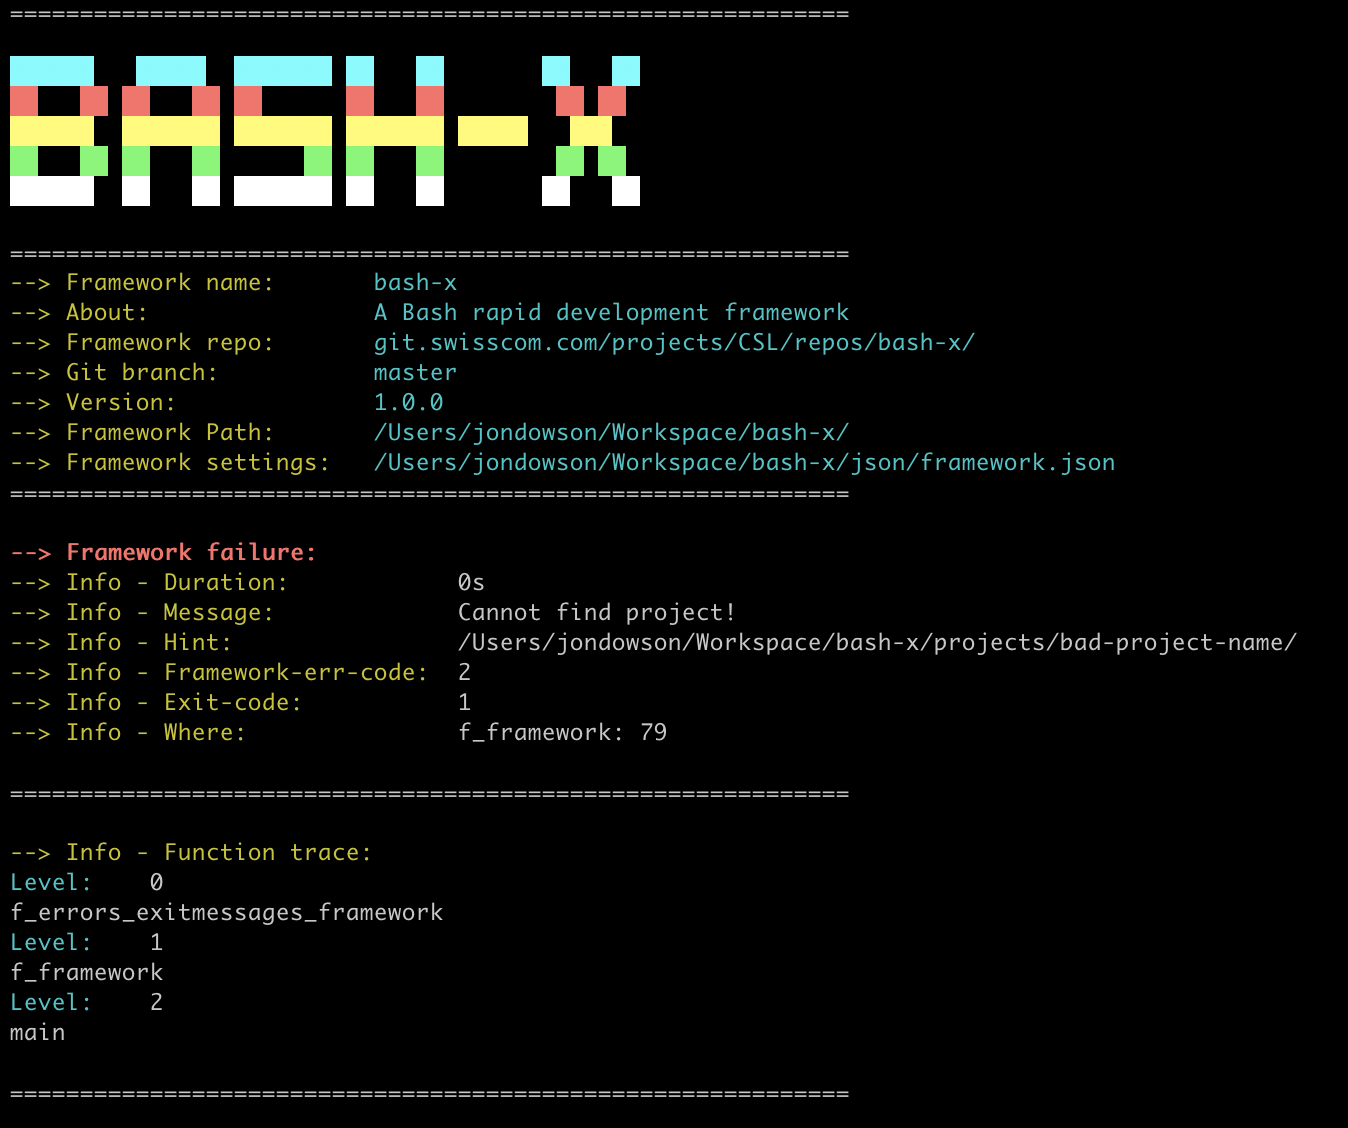 ============================================================
BASH-X
============================================================
--> Framework name:       bash-x
--> About:                A Bash rapid development framework
--> Framework repo:       git.swisscom.com/projects/CSL/repos/bash-x/
--> Git branch:           master
--> Version:              1.0.0
--> Framework Path:       /Users/jondowson/Workspace/bash-x/
--> Framework settings:   /Users/jondowson/Workspace/bash-x/json/framework.json
============================================================
--> Framework failure:
--> Info - Duration:            0s
--> Info - Message:             Cannot find project!
--> Info - Hint:                /Users/jondowson/Workspace/bash-x/projects/bad-project-name/
--> Info - Framework-err-code:  2
--> Info - Exit-code:           1
--> Info - Where:               f_framework: 79
============================================================
--> Info - Function trace:
Level:    0
f_errors_exitmessages_framework
Level:    1
f_framework
Level:    2
main
============================================================